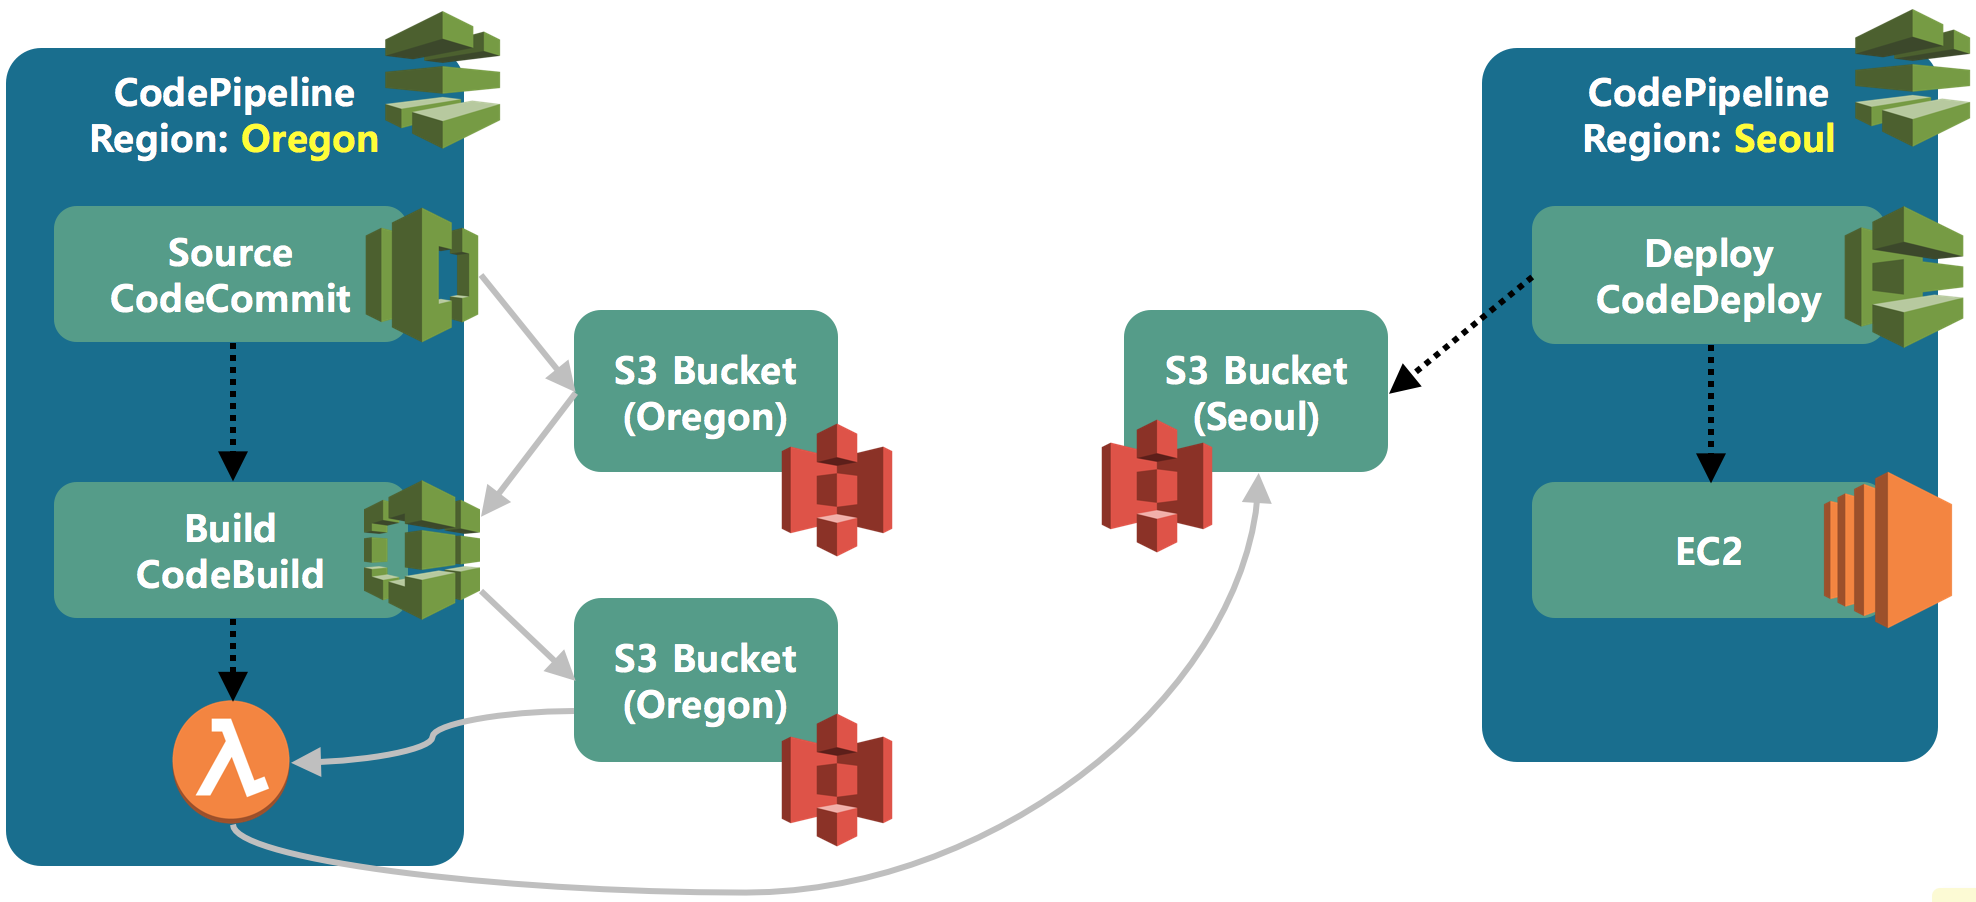 CodePipeline
Region: Oregon
Source
CodeCommit
Build
CodeBuild
S3 Bucket
(Oregon)
S3 Bucket
(Oregon)
S3 Bucket
(Seoul)
CodePipeline
Region: Seoul
Deploy
CodeDeploy
EC2